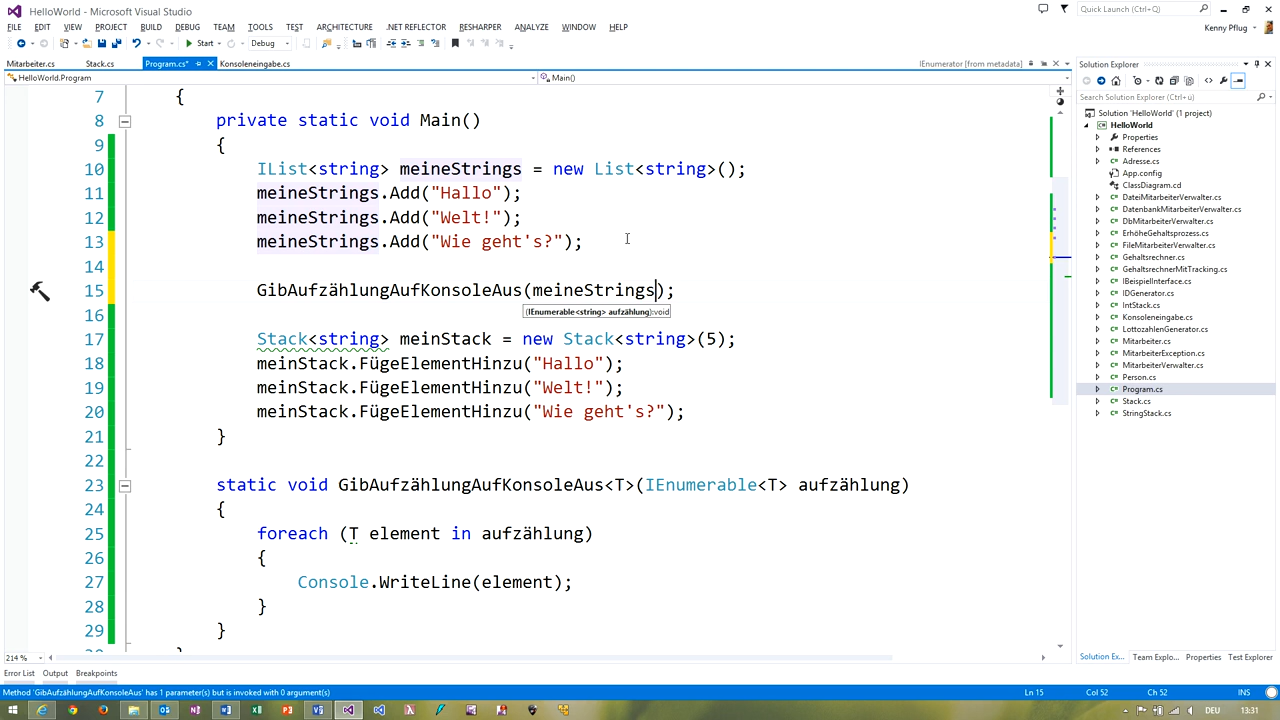 HelloWorld - Microsoft Visual Studio
Quick Launch (Ctrl+Q)
FILE EDIT VIEW PROJECT BUILD DEBUG TEAM TOOLS TEST ARCHITECTURE .NET REFLECTOR RESHARPER ANALYZE WINDOW HELP
Kenny Pflug
Start Debug
Mitarbeiter.cs Stack.cs Program.cs* Konsoleneingabe.cs IEnumerator [from metadata]
HelloWorld.Program Main()
7 {
8 private static void Main()
9 {
10 IList<string> meineStrings = new List<string>();
11 meineStrings.Add("Hallo");
12 meineStrings.Add("Welt!");
13 meineStrings.Add("Wie geht's?");
14
15 GibAufzählungAufKonsoleAus(meineStrings);
(IEnumerable<string> aufzählung):void
16
17 Stack<string> meinStack = new Stack<string>(5);
18 meinStack.FügeElementHinzu("Hallo");
19 meinStack.FügeElementHinzu("Welt!");
20 meinStack.FügeElementHinzu("Wie geht's?");
21 }
22
23 static void GibAufzählungAufKonsoleAus<T>(IEnumerable<T> aufzählung)
24 {
25 foreach (T element in aufzählung)
26 {
27 Console.WriteLine(element);
28 }
29 }
214 %
Solution Explorer
Search Solution Explorer (Ctrl+ü)
Solution 'HelloWorld' (1 project)
HelloWorld
Properties
References
Adresse.cs
App.config
ClassDiagram.cd
DateiMitarbeiterVerwalter.cs
DatenbankMitarbeiterVerwalter.cs
DbMitarbeiterVerwalter.cs
ErhöheGehaltsprozess.cs
FileMitarbeiterVerwalter.cs
Gehaltsrechner.cs
GehaltsrechnerMitTracking.cs
IBeispielInterface.cs
IDGenerator.cs
IntStack.cs
Konsoleneingabe.cs
LottozahlenGenerator.cs
Mitarbeiter.cs
MitarbeiterException.cs
MitarbeiterVerwalter.cs
Person.cs
Program.cs
Stack.cs
StringStack.cs
Solution Ex... Team Explo... Properties Test Explorer
Error List Output Breakpoints
Method 'GibAufzählungAufKonsoleAus' has 1 parameter(s) but is invoked with 0 argument(s) Ln 15 Col 52 Ch 52 INS
DEU 13:31